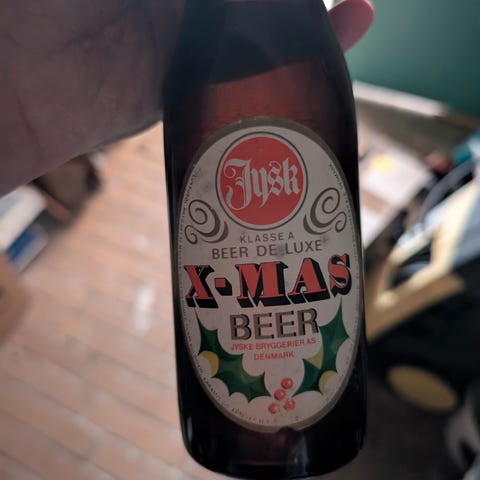 Jysk
KLASSE A
BEER DE LUXE
X-MAS
BEER
JYSKE BRYGGERIER AS
DENMARK